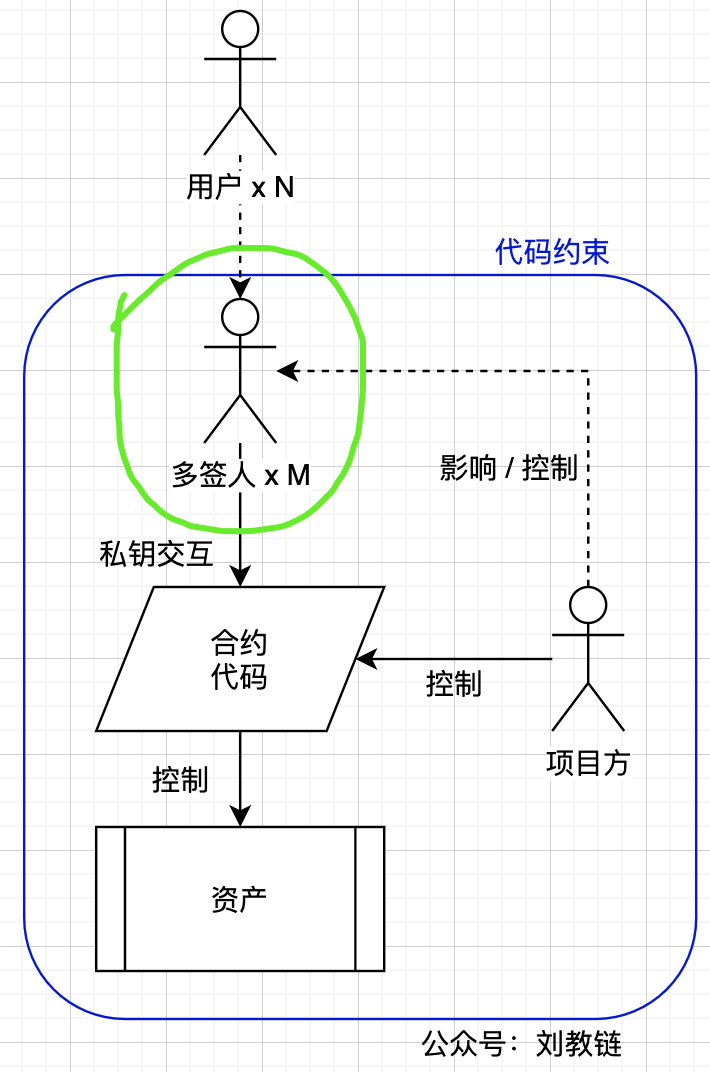 用户 x N
代码约束
多签人 x M
影响 / 控制
私钥交互
合约
代码
控制
项目方
控制
资产
公众号：刘教链